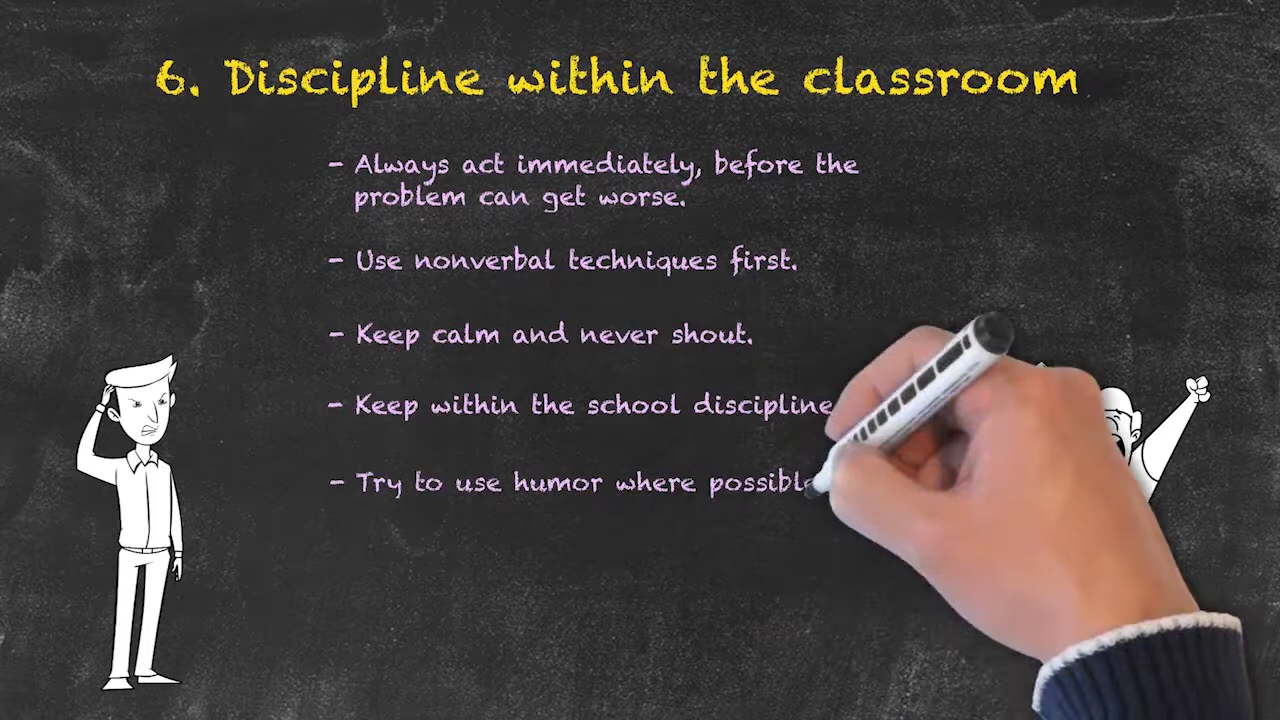 6. Discipline within the classroom
- Always act immediately, before the
problem can get worse.
- Use nonverbal techniques first.
- Keep calm and never shout.
- Keep within the school discipline
- Try to use humor where